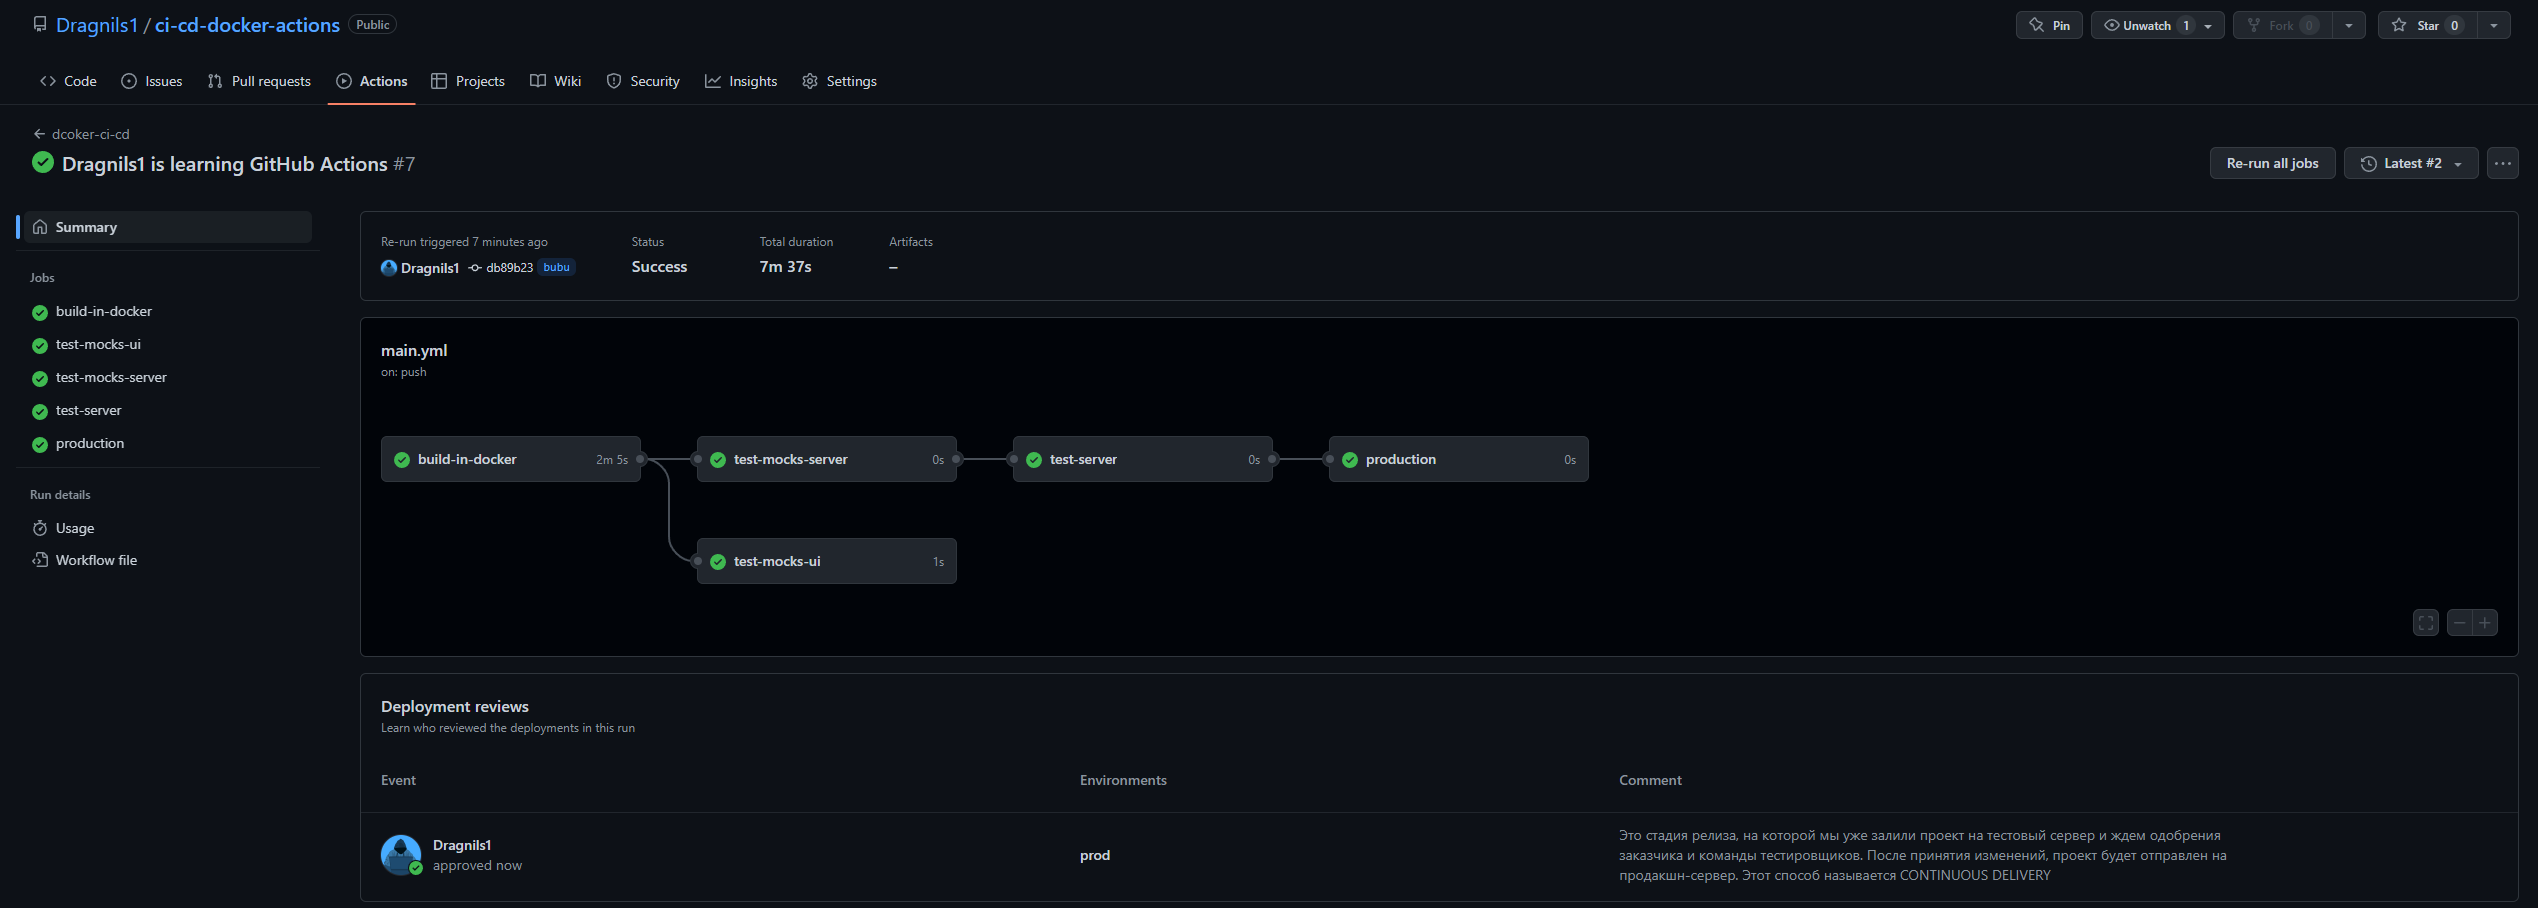 Dragnils1 / ci-cd-docker-actions Public
Pin Unwatch 1 Fork 0 Star 0
Code Issues Pull requests Actions Projects Wiki Security Insights Settings
dcoker-ci-cd
Dragnils1 is learning GitHub Actions #7
Re-run all jobs Latest #2
Summary
Jobs
build-in-docker
test-mocks-ui
test-mocks-server
test-server
production
Run details
Usage
Workflow file
Re-run triggered 7 minutes ago Status Total duration Artifacts
Dragnils1 db89b23 bubu Success 7m 37s –
main.yml
on: push
build-in-docker 2m 5s test-mocks-server 0s test-server 0s production 0s
test-mocks-ui 1s
Deployment reviews
Learn who reviewed the deployments in this run
Event Environments Comment
Dragnils1
approved now
prod
Это стадия релиза, на которой мы уже залили проект на тестовый сервер и ждем одобрения
заказчика и команды тестировщиков. После принятия изменений, проект будет отправлен на
продакшн-сервер. Этот способ называется CONTINUOUS DELIVERY